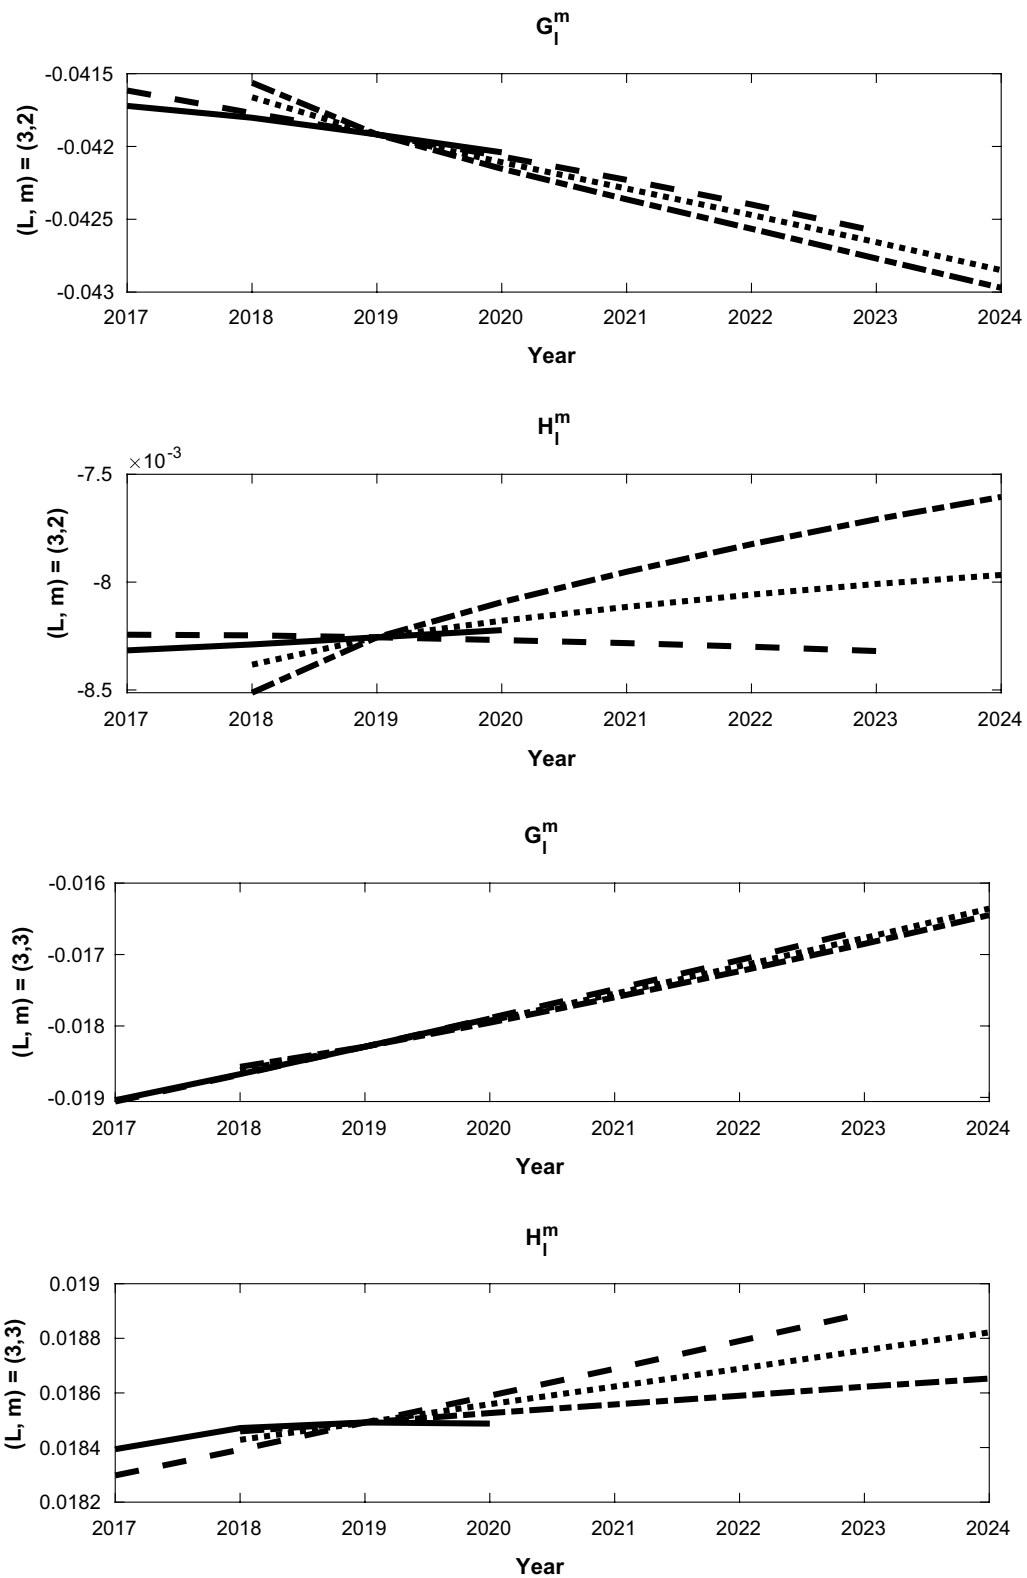 G_l^m
-0.0415
-0.042
-0.0425
-0.043
(L, m) = (3,2)
2017 2018 2019 2020 2021 2022 2023 2024
Year
H_l^m
×10^-3
-7.5
-8
-8.5
(L, m) = (3,2)
2017 2018 2019 2020 2021 2022 2023 2024
Year
G_l^m
-0.016
-0.017
-0.018
-0.019
(L, m) = (3,3)
2017 2018 2019 2020 2021 2022 2023 2024
Year
H_l^m
0.019
0.0188
0.0186
0.0184
0.0182
(L, m) = (3,3)
2017 2018 2019 2020 2021 2022 2023 2024
Year